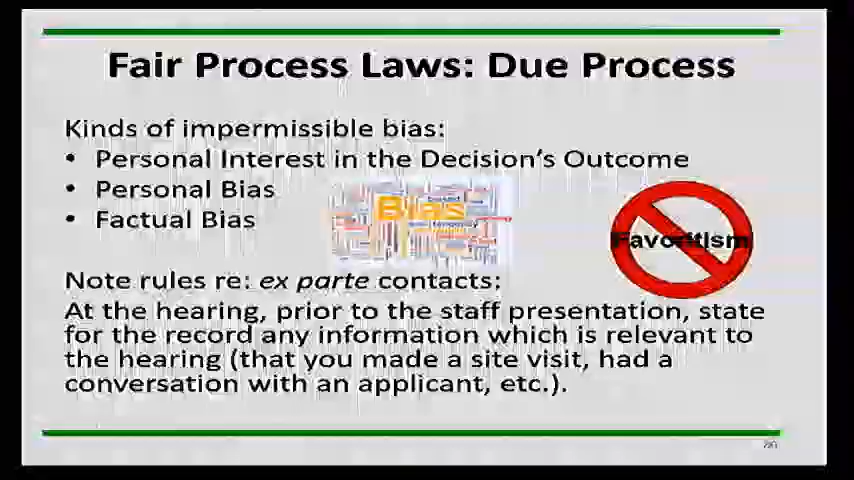 Fair Process Laws: Due Process
Kinds of impermissible bias:
• Personal Interest in the Decision's Outcome
• Personal Bias
• Factual Bias
Bias
Favoritism
Note rules re: ex parte contacts:
At the hearing, prior to the staff presentation, state
for the record any information which is relevant to
the hearing (that you made a site visit, had a
conversation with an applicant, etc.).